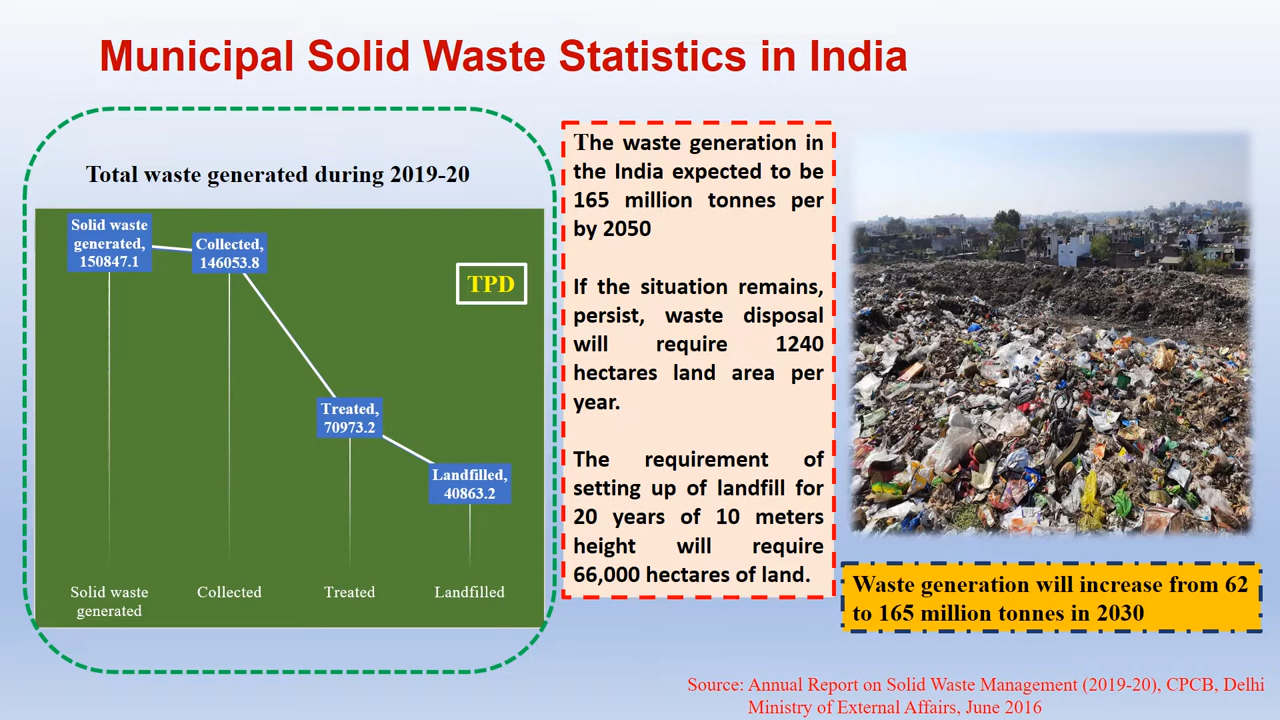 Municipal Solid Waste Statistics in India
Total waste generated during 2019-20
Solid waste
generated,
150847.1
Collected,
146053.8
TPD
Treated,
70973.2
Landfilled,
40863.2
Solid waste
generated
Collected
Treated
Landfilled
The waste generation in
the India expected to be
165 million tonnes per
by 2050
If the situation remains,
persist, waste disposal
will require 1240
hectares land area per
year.
The requirement of
setting up of landfill for
20 years of 10 meters
height will require
66,000 hectares of land.
Waste generation will increase from 62
to 165 million tonnes in 2030
Source: Annual Report on Solid Waste Management (2019-20), CPCB, Delhi
Ministry of External Affairs, June 2016